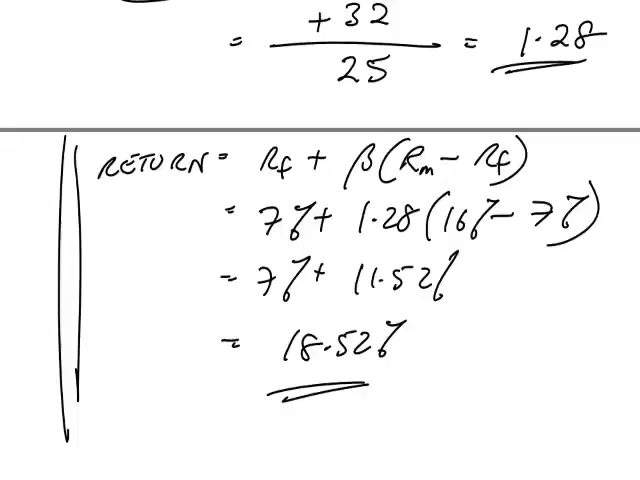 = +32 / 25 = 1.28
RETURN = Rf + β(Rm - Rf)
= 7% + 1.28(16% - 7%)
= 7% + 11.52%
= 18.52%